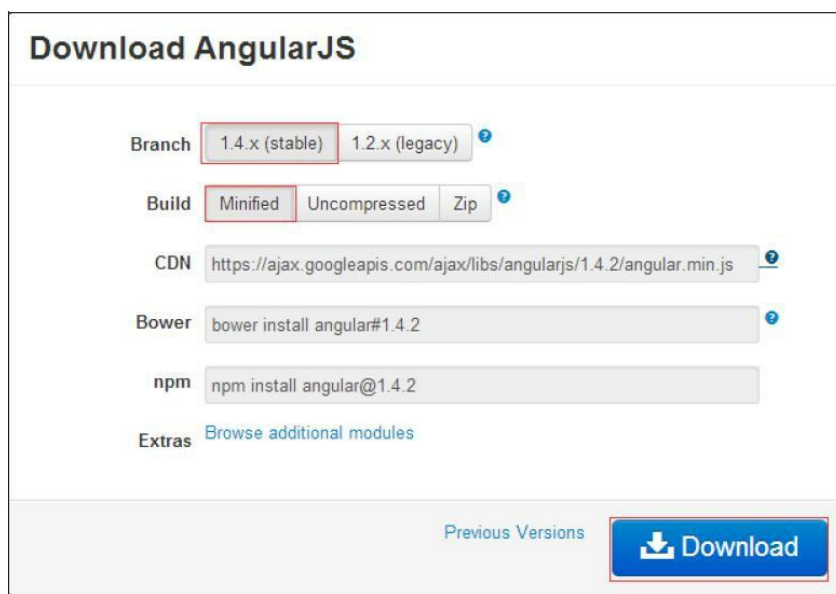 Download AngularJS
Branch 1.4.x (stable) 1.2.x (legacy) ?
Build Minified Uncompressed Zip ?
CDN https://ajax.googleapis.com/ajax/libs/angularjs/1.4.2/angular.min.js ?
Bower bower install angular#1.4.2 ?
npm npm install angular@1.4.2
Extras Browse additional modules
Previous Versions Download